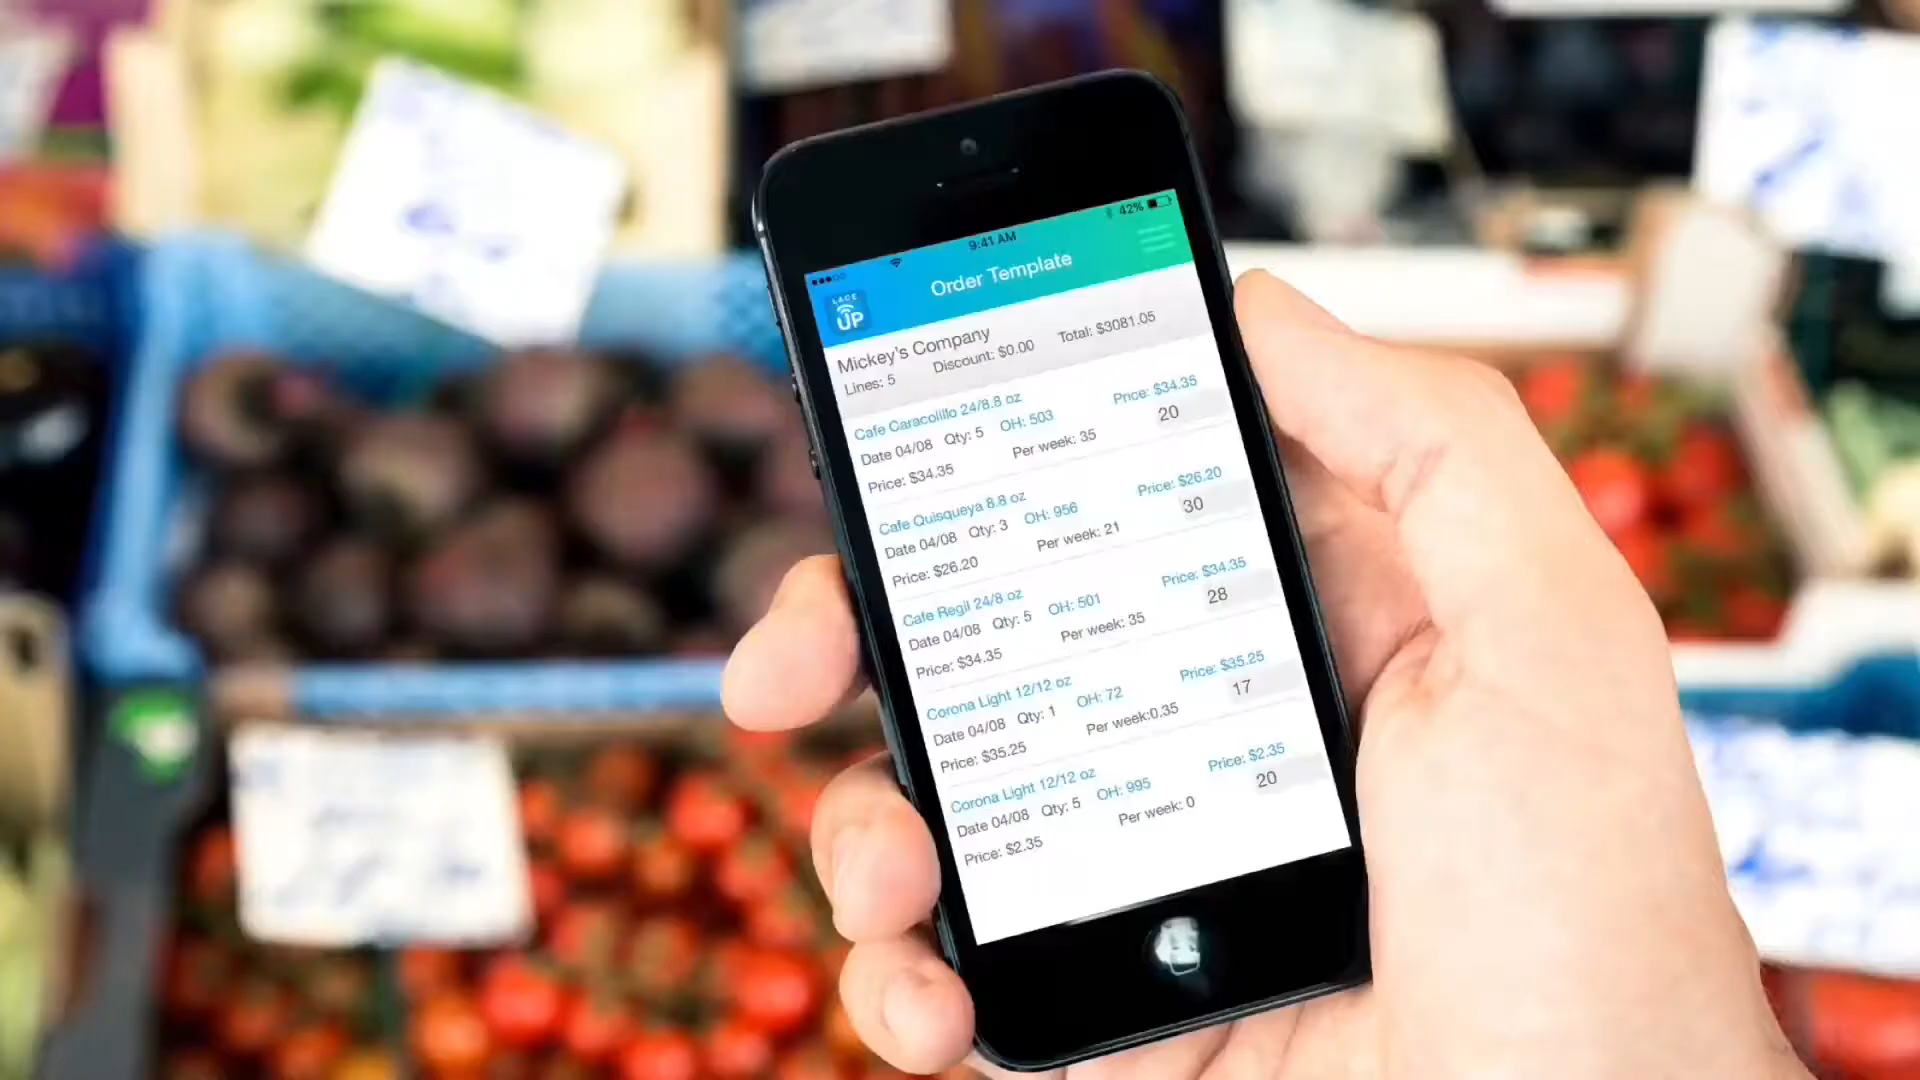 9:41 AM
42%
LACE
UP
Order Template
Mickey's Company
Lines: 5 Discount: $0.00 Total: $3081.05
Cafe Caracolillo 24/8.8 oz Price: $34.35
Date 04/08 Qty: 5 OH: 503 20
Price: $34.35 Per week: 35
Cafe Quisqueya 8.8 oz Price: $26.20
Date 04/08 Qty: 3 OH: 956 30
Price: $26.20 Per week: 21
Cafe Regil 24/8 oz Price: $34.35
Date 04/08 Qty: 5 OH: 501 28
Price: $34.35 Per week: 35
Corona Light 12/12 oz Price: $35.25
Date 04/08 Qty: 1 OH: 72 17
Price: $35.25 Per week:0.35
Corona Light 12/12 oz Price: $2.35
Date 04/08 Qty: 5 OH: 995 20
Price: $2.35 Per week: 0